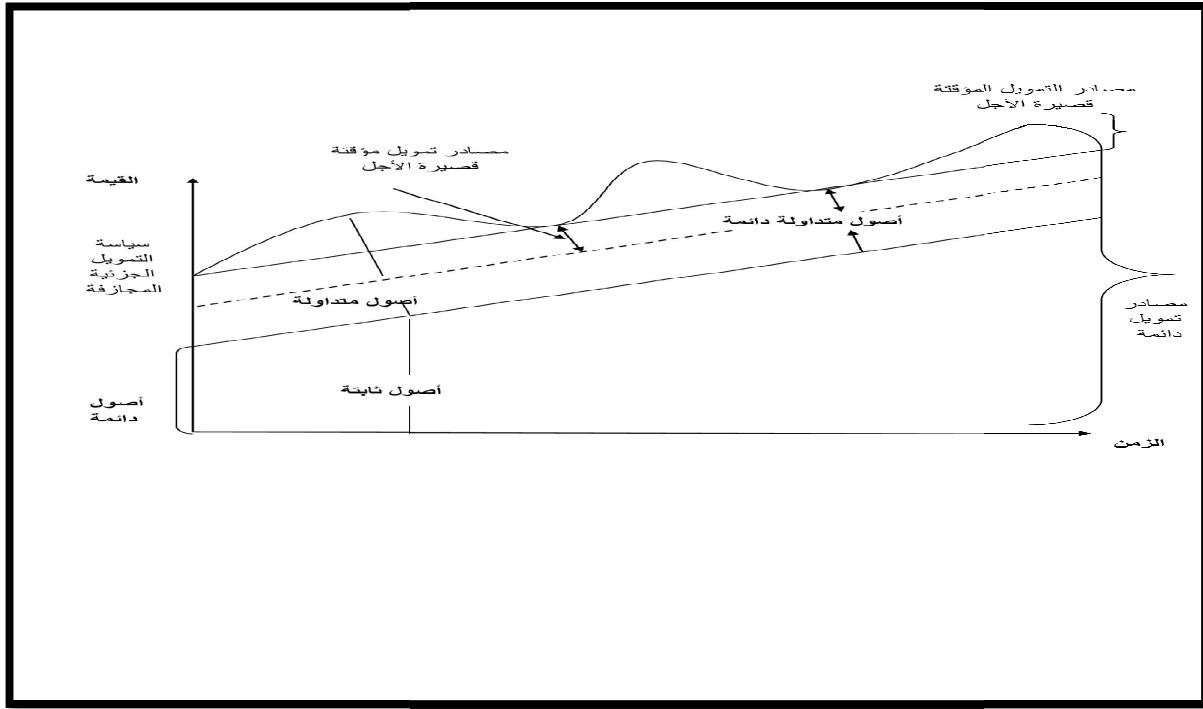 مصادر التمويل المؤقتة
قصيرة الأجل
مصادر تمويل مؤقتة
قصيرة الأجل
القيمة
سياسة
التمويل
الجزئية
المجازفة
أصول متداولة دائمة
أصول متداولة
مصادر
تمويل
دائمة
أصول ثابتة
أصول
دائمة
الزمن